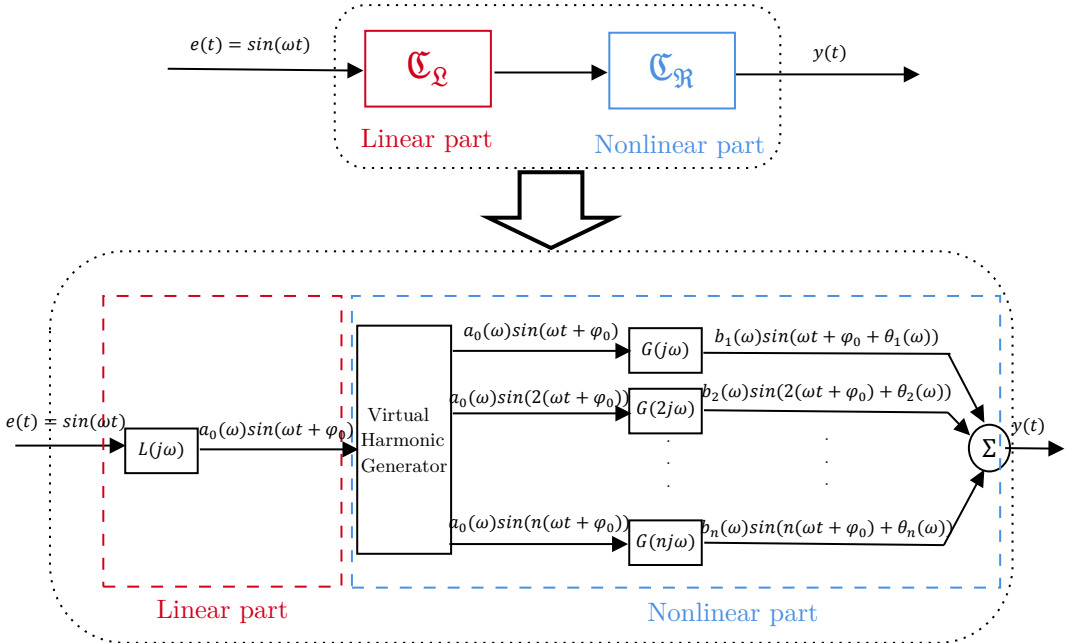 e(t) = sin(ωt)
ℭ_𝔏
ℭ_ℜ
y(t)
Linear part
Nonlinear part
a₀(ω)sin(ωt + φ₀)
G(jω)
b₁(ω)sin(ωt + φ₀ + θ₁(ω))
a₀(ω)sin(2(ωt + φ₀))
G(2jω)
b₂(ω)sin(2(ωt + φ₀) + θ₂(ω))
e(t) = sin(ωt)
L(jω)
a₀(ω)sin(ωt + φ₀)
Virtual
Harmonic
Generator
Σ
y(t)
a₀(ω)sin(n(ωt + φ₀))
G(njω)
bₙ(ω)sin(n(ωt + φ₀) + θₙ(ω))
Linear part
Nonlinear part